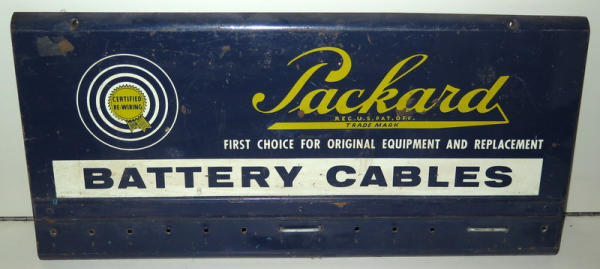 CERTIFIED
RE-WIRING
Packard
REG. U.S. PAT. OFF.
TRADE MARK
FIRST CHOICE FOR ORIGINAL EQUIPMENT AND REPLACEMENT
BATTERY CABLES